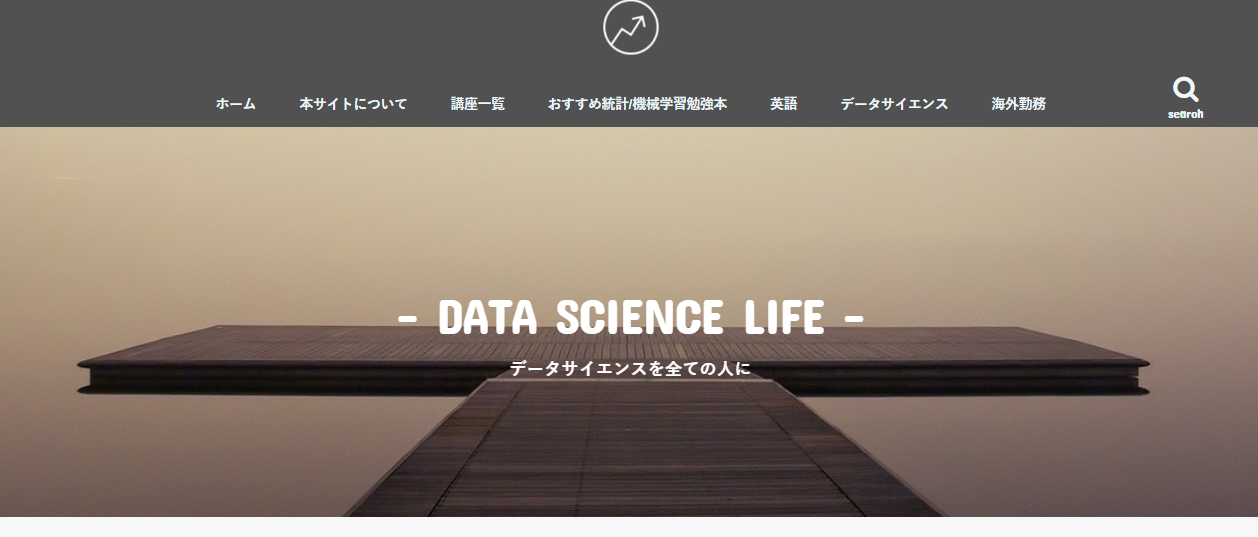 ホーム 本サイトについて 講座一覧 おすすめ統計/機械学習勉強本 英語 データサイエンス 海外勤務
search
- DATA SCIENCE LIFE -
データサイエンスを全ての人に